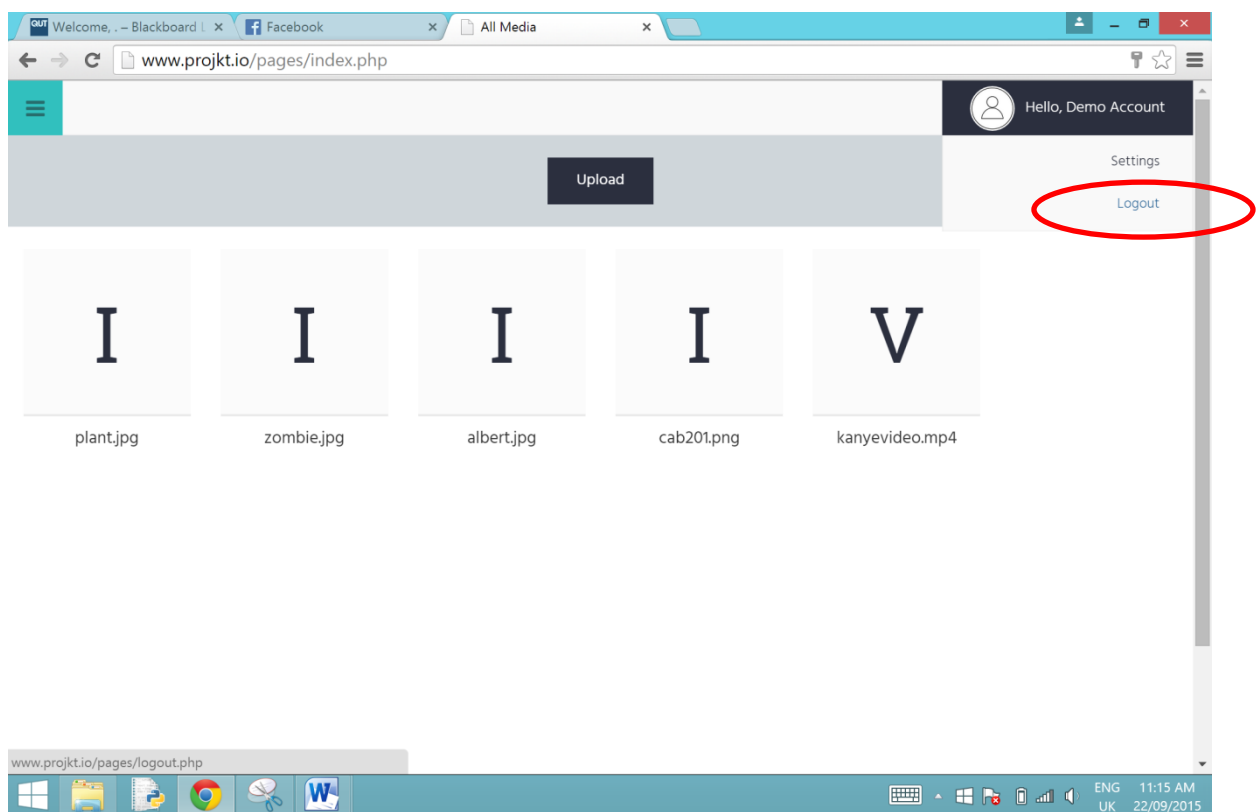 QUT Welcome, . – Blackboard L
Facebook
All Media
www.projkt.io/pages/index.php
Hello, Demo Account
Settings
Upload
Logout
I I I I V
plant.jpg zombie.jpg albert.jpg cab201.png kanyevideo.mp4
www.projkt.io/pages/logout.php
W
ENG 11:15 AM
UK 22/09/2015